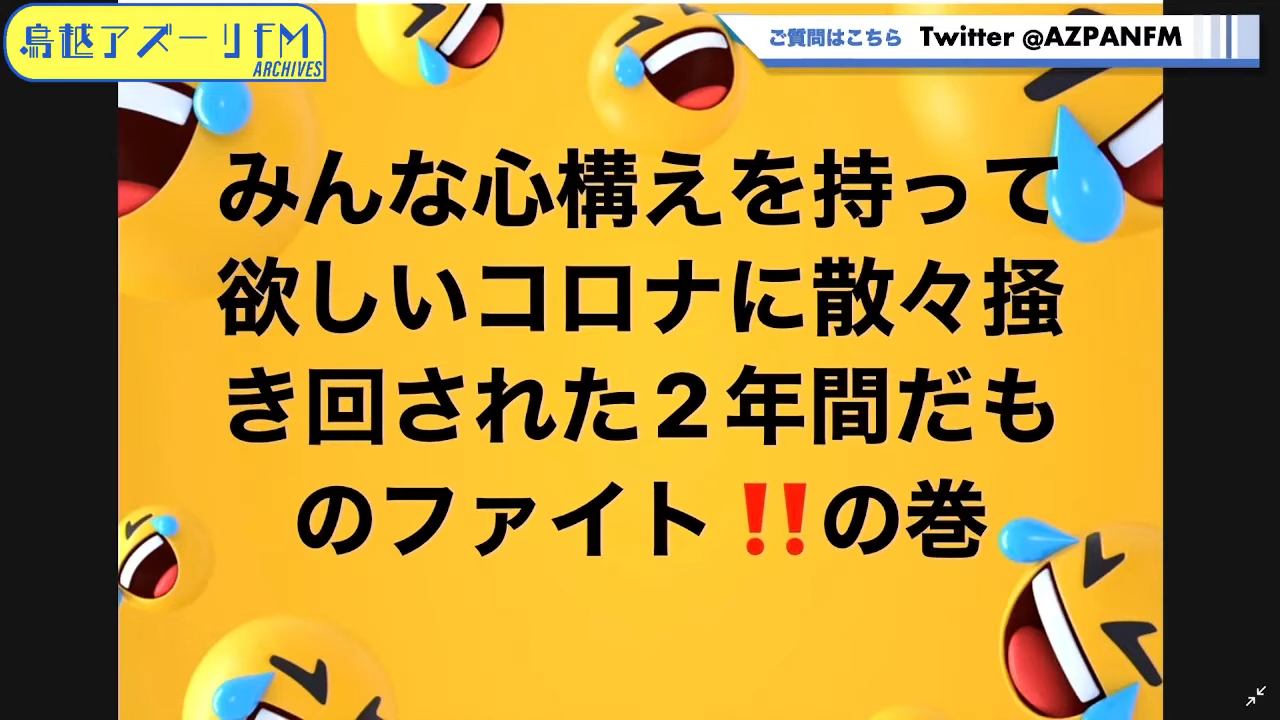 鳥越アズーリFM
ARCHIVES
ご質問はこちら Twitter @AZPANFM
みんな心構えを持って
欲しいコロナに散々掻
き回された２年間だも
のファイト‼️の巻